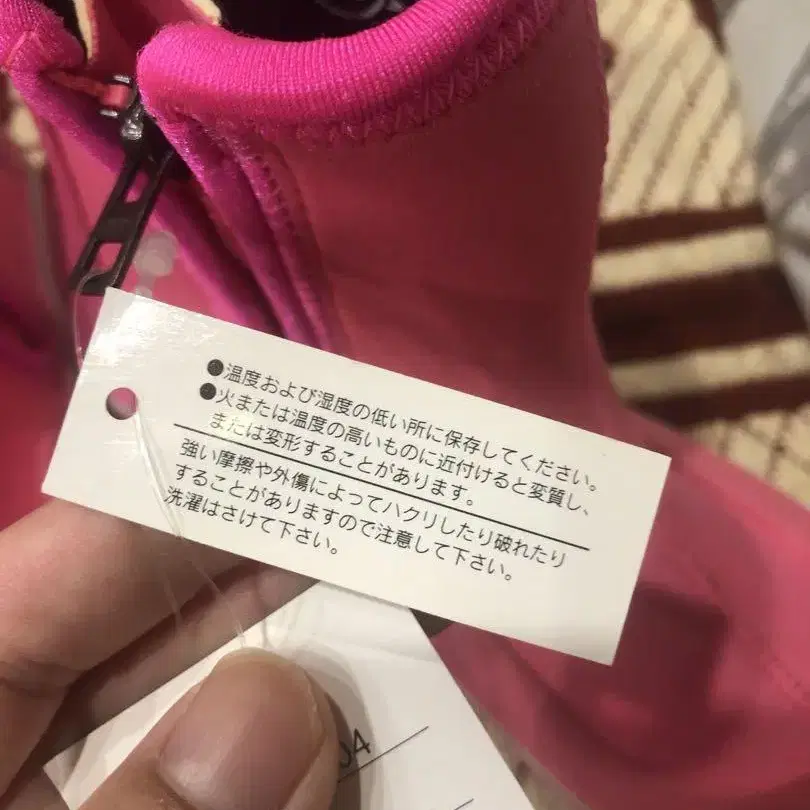 ●温度および湿度の低い所に保存してください。
●火または温度の高いものに近付けると変質し、
または変形することがあります。
強い摩擦や外傷によってハクリしたり破れたり
することがありますので注意して下さい。
洗濯はさけて下さい。
04